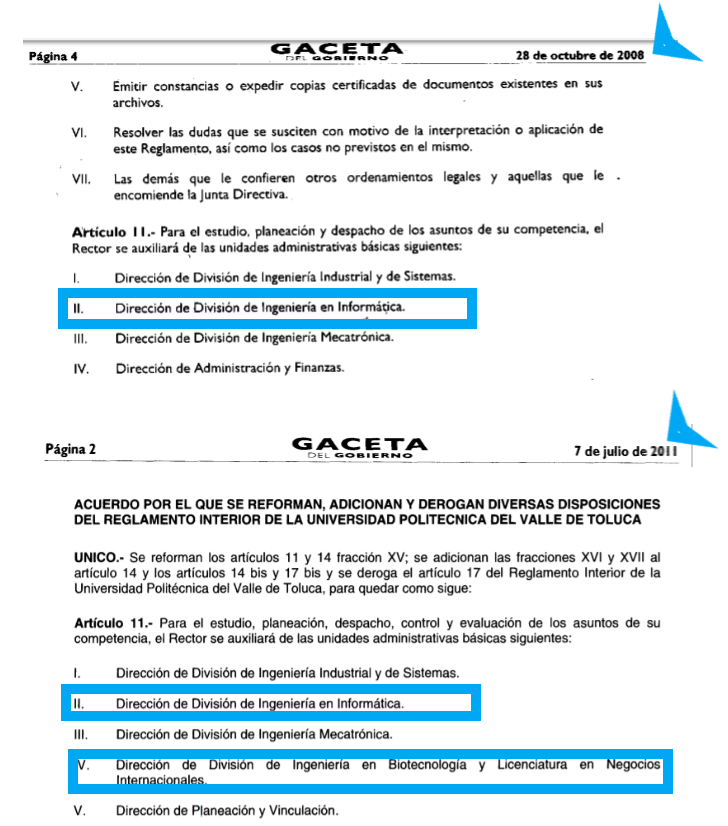 Página 4
GACETA
DEL GOBIERNO
28 de octubre de 2008
V. Emitir constancias o expedir copias certificadas de documentos existentes en sus
archivos.
VI. Resolver las dudas que se susciten con motivo de la interpretación o aplicación de
este Reglamento, así como los casos no previstos en el mismo.
VII. Las demás que le confieren otros ordenamientos legales y aquellas que le
encomiende la Junta Directiva.
Artículo 11.- Para el estudio, planeación y despacho de los asuntos de su competencia, el
Rector se auxiliará de las unidades administrativas básicas siguientes:
I. Dirección de División de Ingeniería Industrial y de Sistemas.
II. Dirección de División de Ingeniería en Informática.
III. Dirección de División de Ingeniería Mecatrónica.
IV. Dirección de Administración y Finanzas.
Página 2
GACETA
DEL GOBIERNO
7 de julio de 2011
ACUERDO POR EL QUE SE REFORMAN, ADICIONAN Y DEROGAN DIVERSAS DISPOSICIONES
DEL REGLAMENTO INTERIOR DE LA UNIVERSIDAD POLITECNICA DEL VALLE DE TOLUCA
UNICO.- Se reforman los artículos 11 y 14 fracción XV; se adicionan las fracciones XVI y XVII al
artículo 14 y los artículos 14 bis y 17 bis y se deroga el artículo 17 del Reglamento Interior de la
Universidad Politécnica del Valle de Toluca, para quedar como sigue:
Artículo 11.- Para el estudio, planeación, despacho, control y evaluación de los asuntos de su
competencia, el Rector se auxiliará de las unidades administrativas básicas siguientes:
I. Dirección de División de Ingeniería Industrial y de Sistemas.
II. Dirección de División de Ingeniería en Informática.
III. Dirección de División de Ingeniería Mecatrónica.
V. Dirección de División de Ingeniería en Biotecnología y Licenciatura en Negocios
Internacionales.
V. Dirección de Planeación y Vinculación.